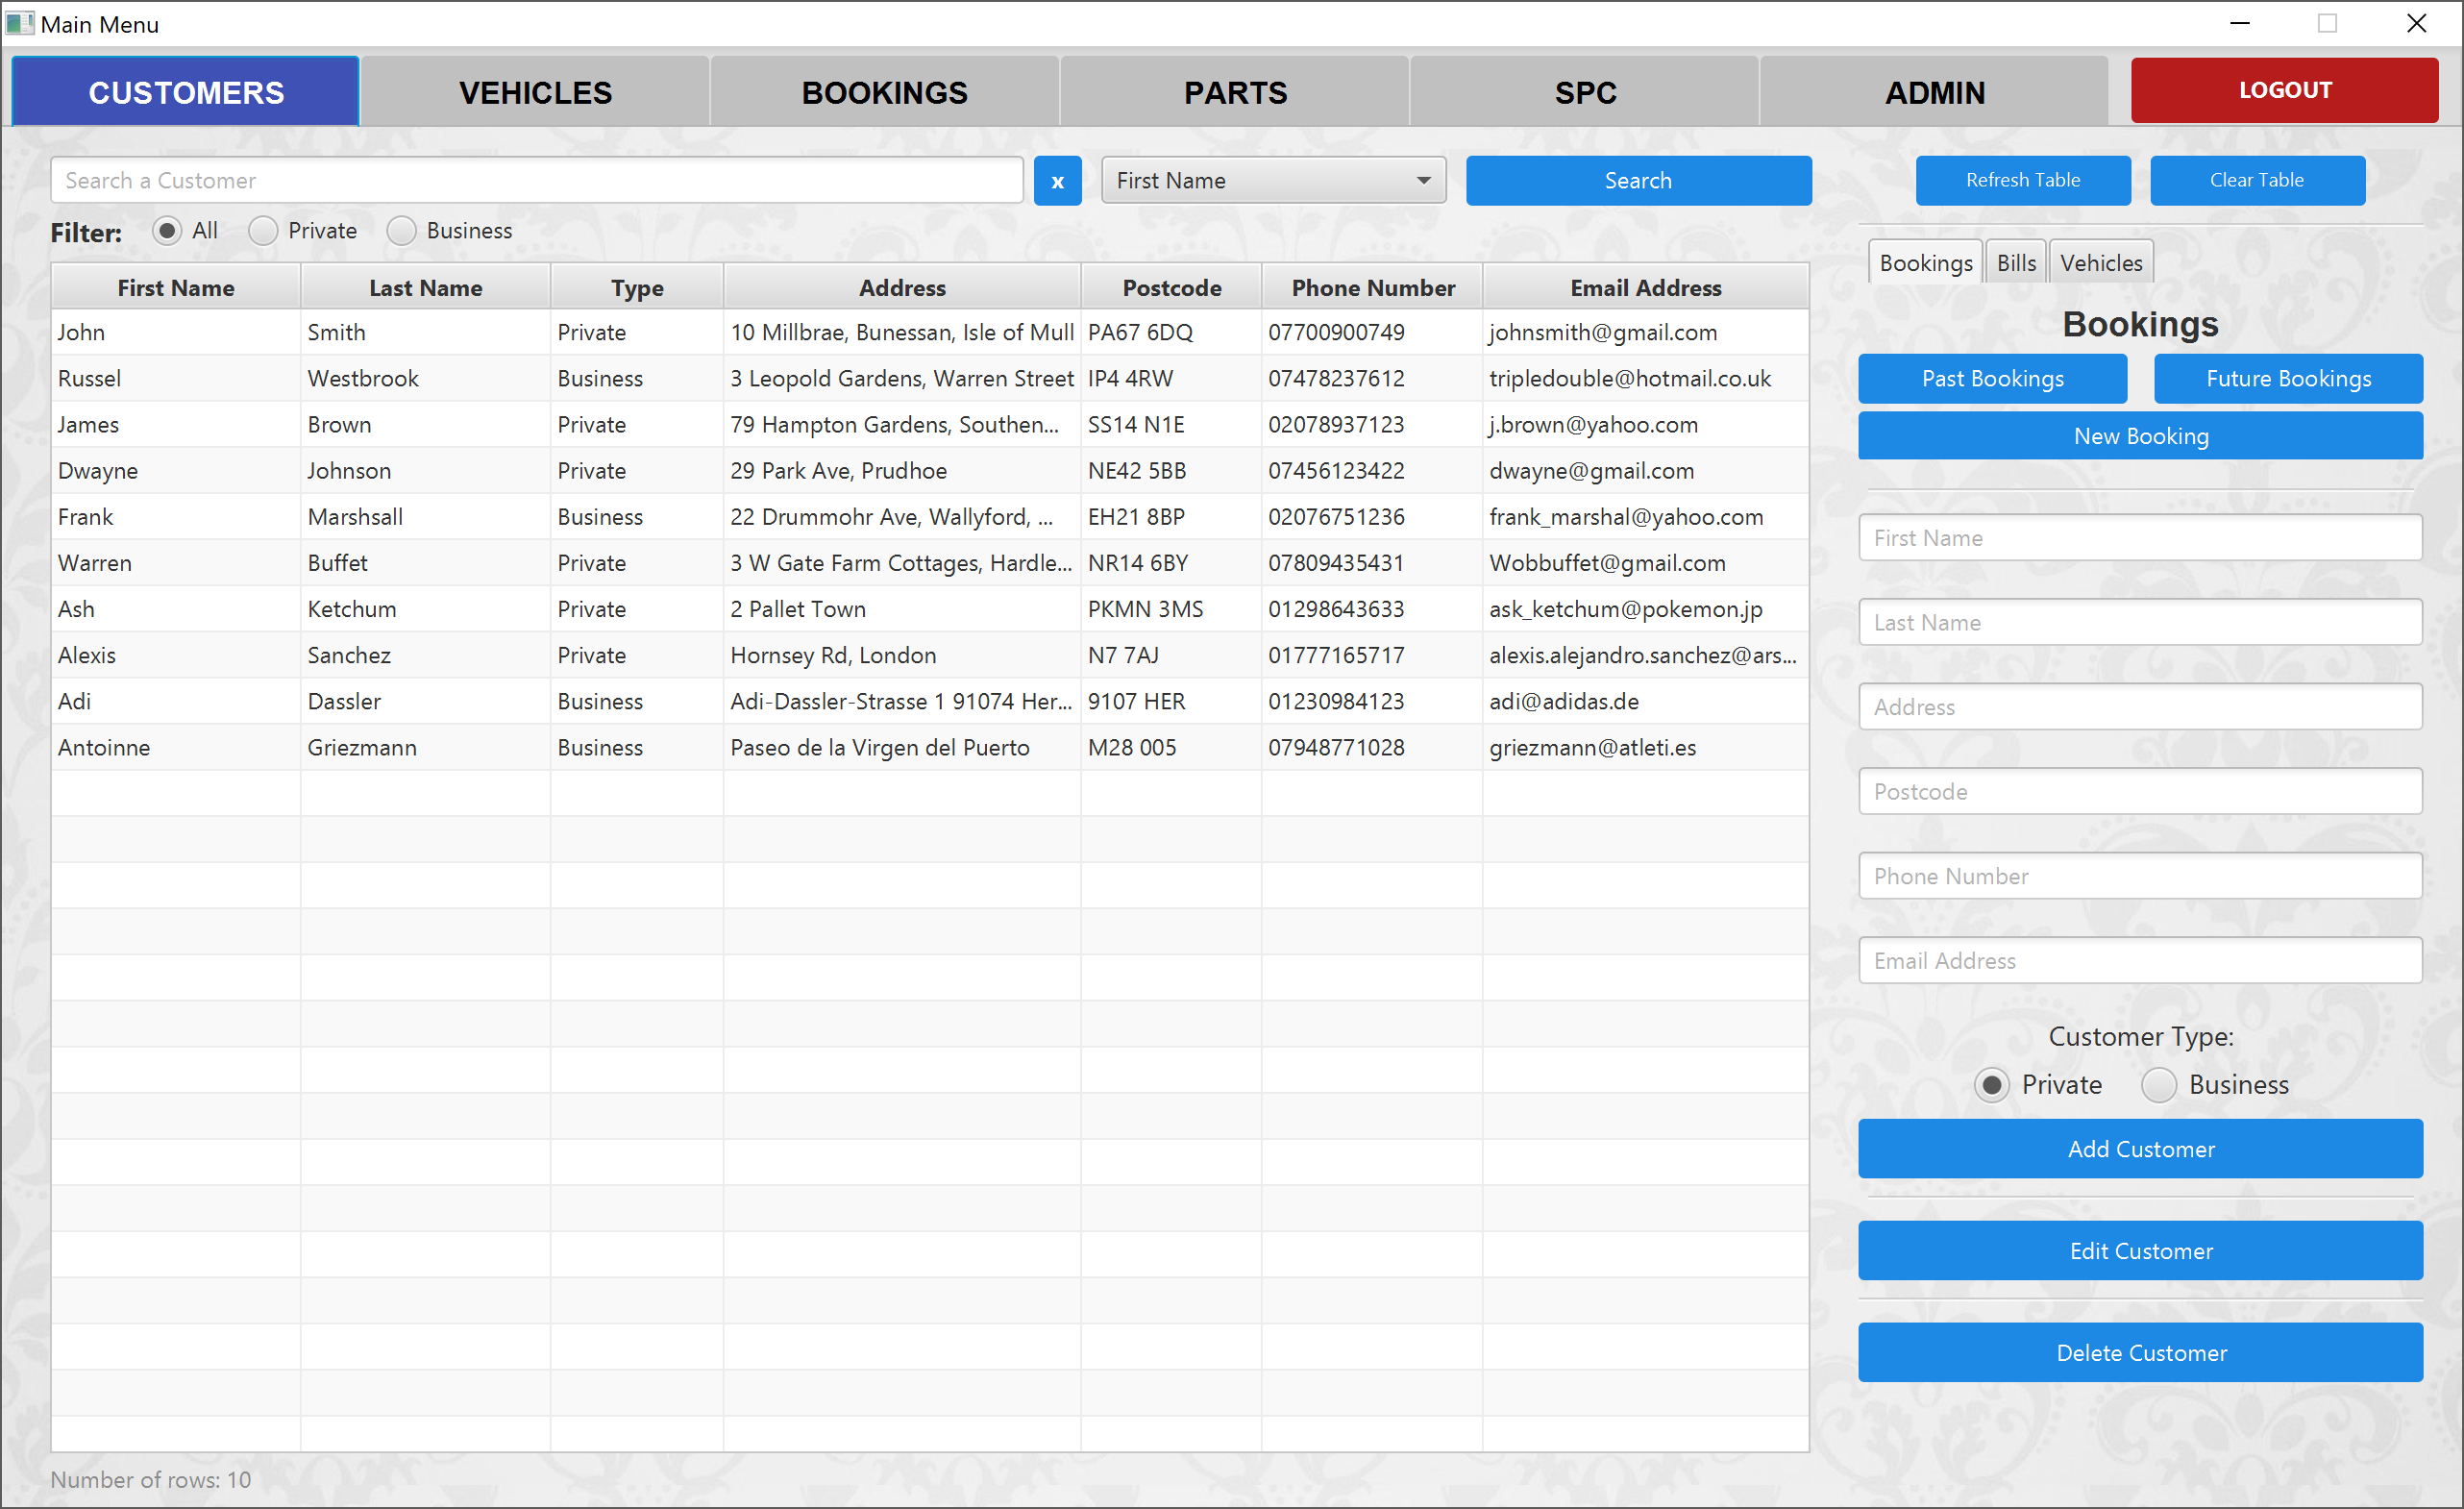 Main Menu
CUSTOMERS VEHICLES BOOKINGS PARTS SPC ADMIN LOGOUT
Search a Customer x First Name Search Refresh Table Clear Table
Filter: All Private Business
Bookings Bills Vehicles
First Name Last Name Type Address Postcode Phone Number Email Address
John Smith Private 10 Millbrae, Bunessan, Isle of Mull PA67 6DQ 07700900749 johnsmith@gmail.com
Russel Westbrook Business 3 Leopold Gardens, Warren Street IP4 4RW 07478237612 tripledouble@hotmail.co.uk
James Brown Private 79 Hampton Gardens, Southen... SS14 N1E 02078937123 j.brown@yahoo.com
Dwayne Johnson Private 29 Park Ave, Prudhoe NE42 5BB 07456123422 dwayne@gmail.com
Frank Marshsall Business 22 Drummohr Ave, Wallyford, ... EH21 8BP 02076751236 frank_marshal@yahoo.com
Warren Buffet Private 3 W Gate Farm Cottages, Hardle... NR14 6BY 07809435431 Wobbuffet@gmail.com
Ash Ketchum Private 2 Pallet Town PKMN 3MS 01298643633 ask_ketchum@pokemon.jp
Alexis Sanchez Private Hornsey Rd, London N7 7AJ 01777165717 alexis.alejandro.sanchez@ars...
Adi Dassler Business Adi-Dassler-Strasse 1 91074 Her... 9107 HER 01230984123 adi@adidas.de
Antoinne Griezmann Business Paseo de la Virgen del Puerto M28 005 07948771028 griezmann@atleti.es
Number of rows: 10
Bookings
Past Bookings Future Bookings
New Booking
First Name
Last Name
Address
Postcode
Phone Number
Email Address
Customer Type:
Private Business
Add Customer
Edit Customer
Delete Customer